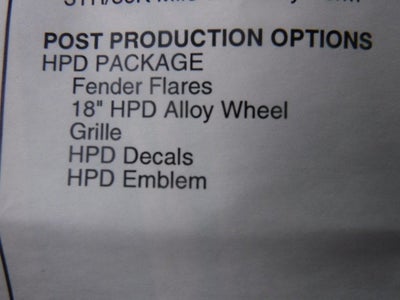 POST PRODUCTION OPTIONS
HPD PACKAGE
Fender Flares
18" HPD Alloy Wheel
Grille
HPD Decals
HPD Emblem